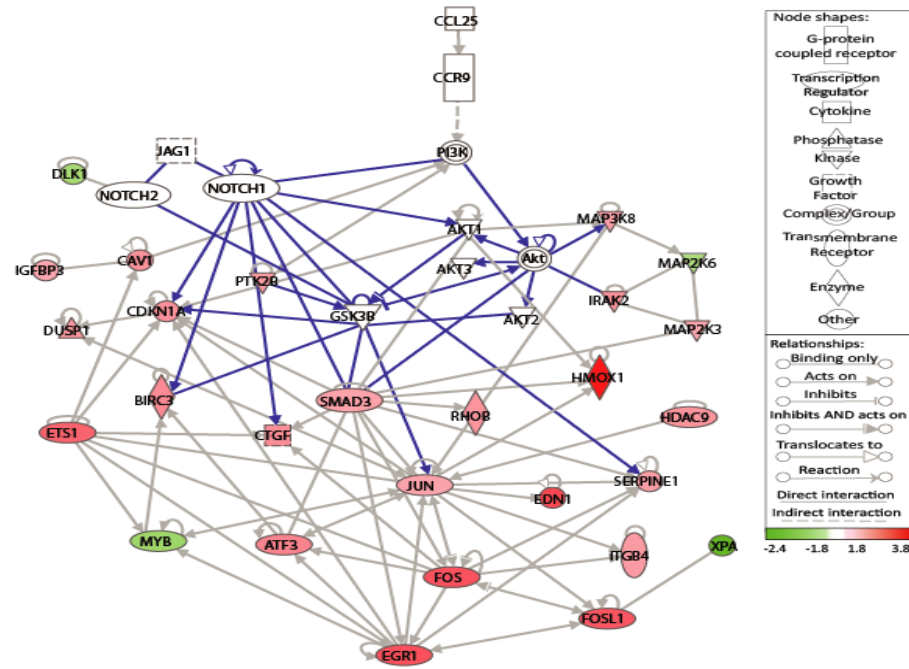 CCL25
CCR9
PI3K
JAG1
DLK1
NOTCH2
NOTCH1
AKT1
MAP3K8
AKT3
Akt
MAP2K6
IGFBP3
CAV1
PTK2B
IRAK2
CDKN1A
GSK3B
AKT2
DUSP1
MAP2K3
HMOX1
BIRC3
SMAD3
RHOB
HDAC9
ETS1
CTGF
JUN
SERPINE1
EDN1
MYB
ATF3
ITGB4
XPA
FOS
FOSL1
EGR1
Node shapes:
G-protein
coupled receptor
Transcription
Regulator
Cytokine
Phosphatase
Kinase
Growth
Factor
Complex/Group
Transmembrane
Receptor
Enzyme
Other
Relationships:
Binding only
Acts on
Inhibits
Inhibits AND acts on
Translocates to
Reaction
Direct interaction
Indirect interaction
-2.4 -1.8 1.8 3.8